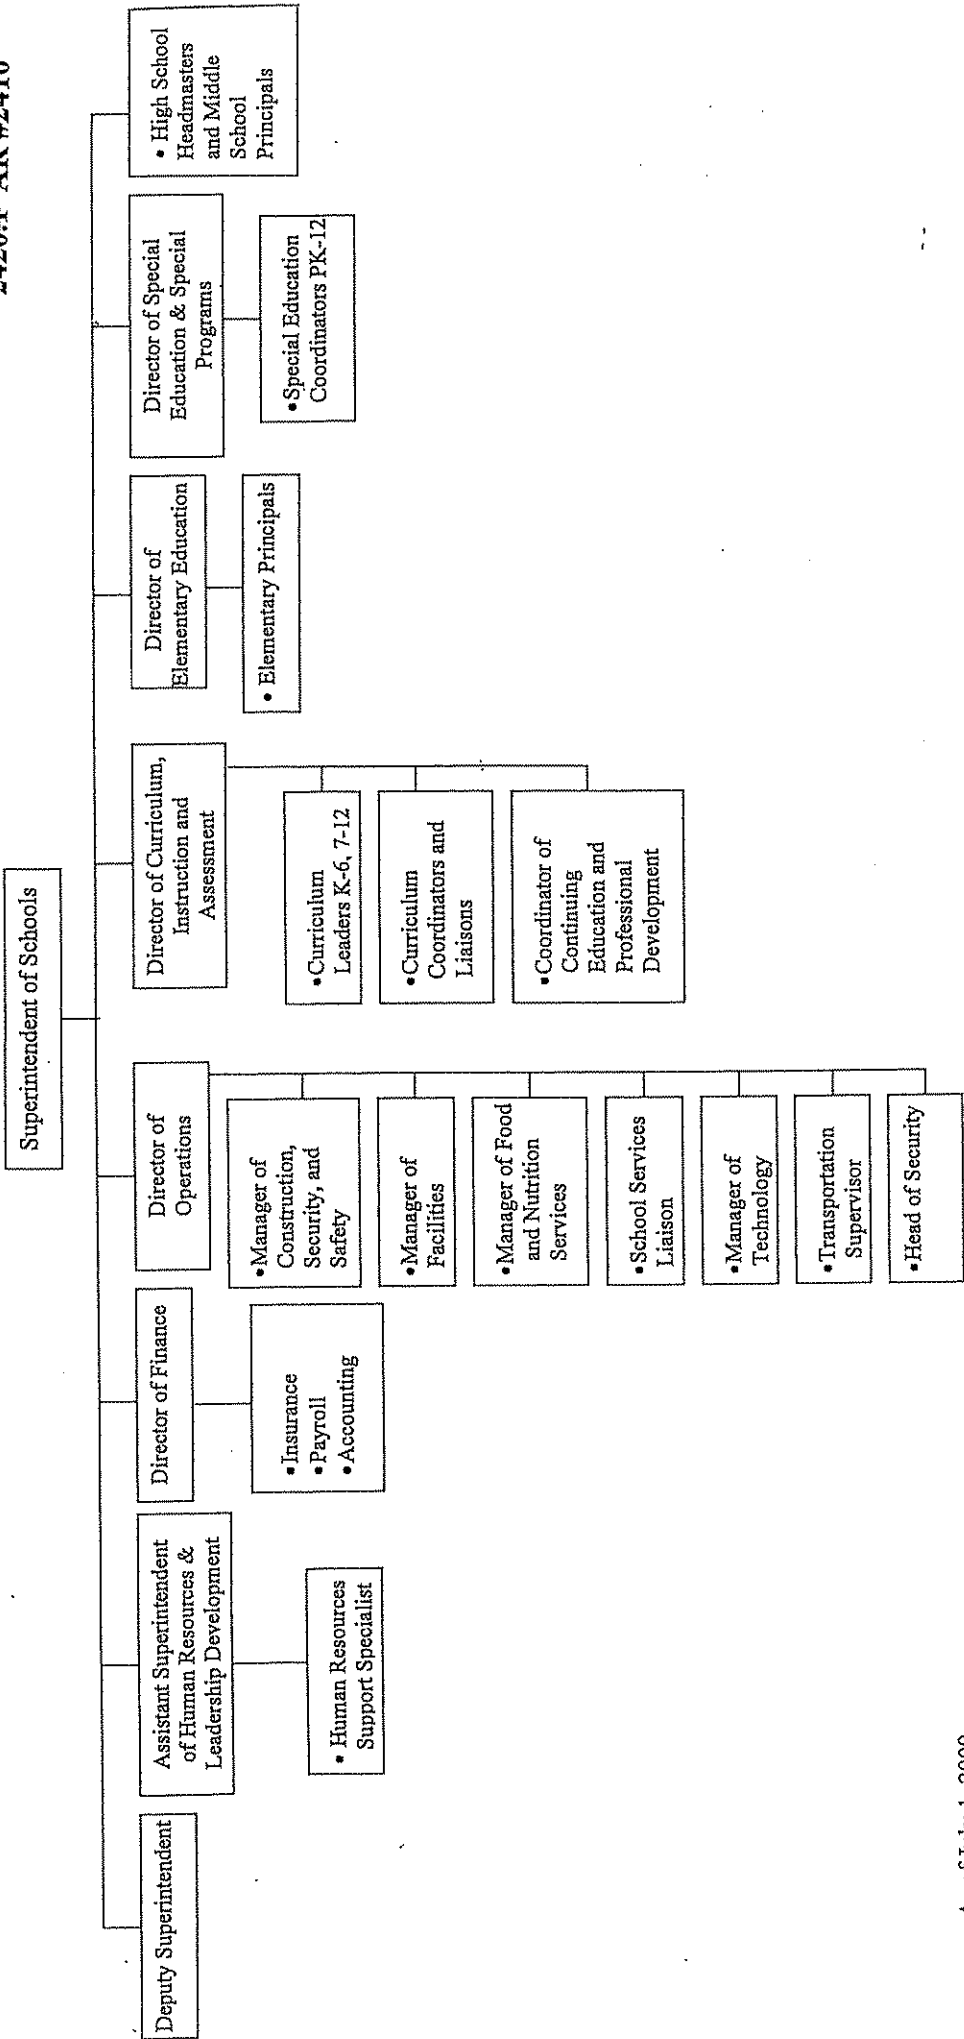 AR #2410
Superintendent of Schools
Deputy Superintendent
Assistant Superintendent
of Human Resources &
Leadership Development
• Human Resources
Support Specialist
Director of Finance
•Insurance
•Payroll
•Accounting
Director of
Operations
•Manager of
Construction,
Security, and
Safety
•Manager of
Facilities
•Manager of Food
and Nutrition
Services
•School Services
Liaison
•Manager of
Technology
•Transportation
Supervisor
•Head of Security
Director of Curriculum,
Instruction and
Assessment
•Curriculum
Leaders K-6, 7-12
•Curriculum
Coordinators and
Liaisons
•Coordinator of
Continuing
Education and
Professional
Development
Director of
Elementary Education
• Elementary Principals
Director of Special
Education & Special
Programs
•Special Education
Coordinators PK-12
• High School
Headmasters
and Middle
School
Principals